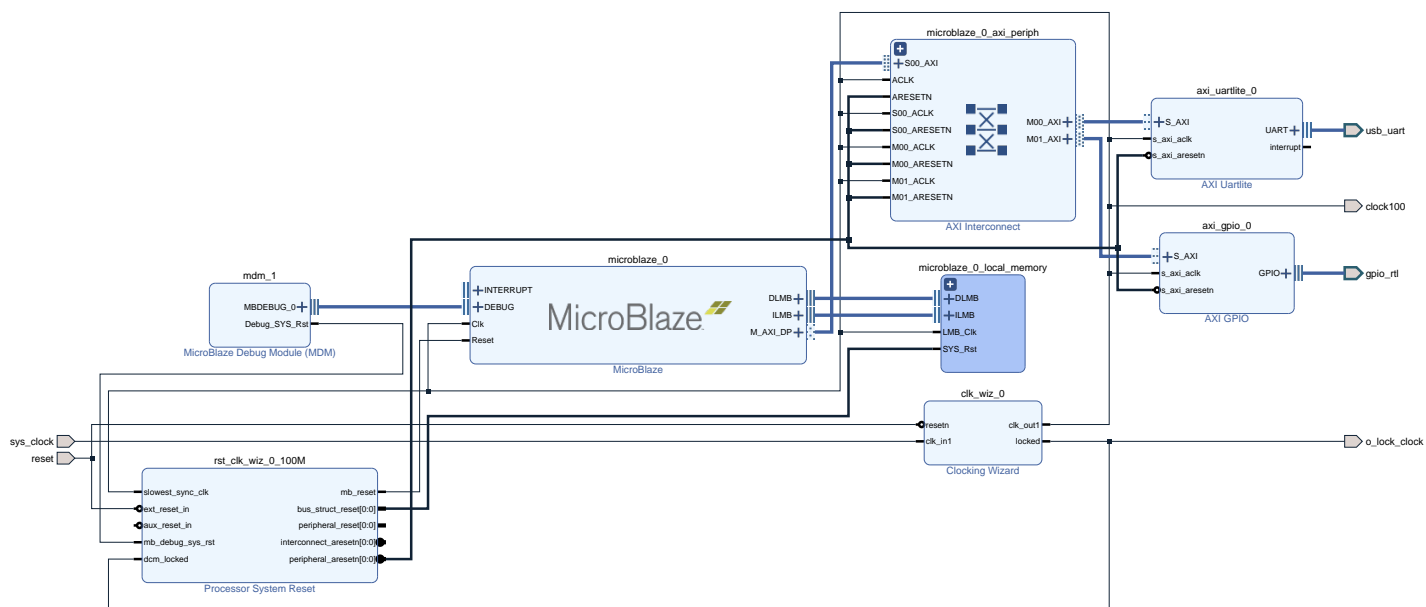 microblaze_0_axi_periph
S00_AXI
ACLK
ARESETN
S00_ACLK
S00_ARESETN
M00_ACLK
M00_ARESETN
M01_ACLK
M01_ARESETN
M00_AXI
M01_AXI
AXI Interconnect
axi_uartlite_0
S_AXI
s_axi_aclk
s_axi_aresetn
UART
interrupt
AXI Uartlite
usb_uart
clock100
axi_gpio_0
S_AXI
s_axi_aclk
s_axi_aresetn
GPIO
AXI GPIO
gpio_rtl
mdm_1
MBDEBUG_0
Debug_SYS_Rst
MicroBlaze Debug Module (MDM)
microblaze_0
INTERRUPT
DEBUG
Clk
Reset
MicroBlaze
DLMB
ILMB
M_AXI_DP
MicroBlaze
microblaze_0_local_memory
DLMB
ILMB
LMB_Clk
SYS_Rst
clk_wiz_0
resetn
clk_in1
clk_out1
locked
Clocking Wizard
o_lock_clock
sys_clock
reset
rst_clk_wiz_0_100M
slowest_sync_clk
ext_reset_in
aux_reset_in
mb_debug_sys_rst
dcm_locked
mb_reset
bus_struct_reset[0:0]
peripheral_reset[0:0]
interconnect_aresetn[0:0]
peripheral_aresetn[0:0]
Processor System Reset